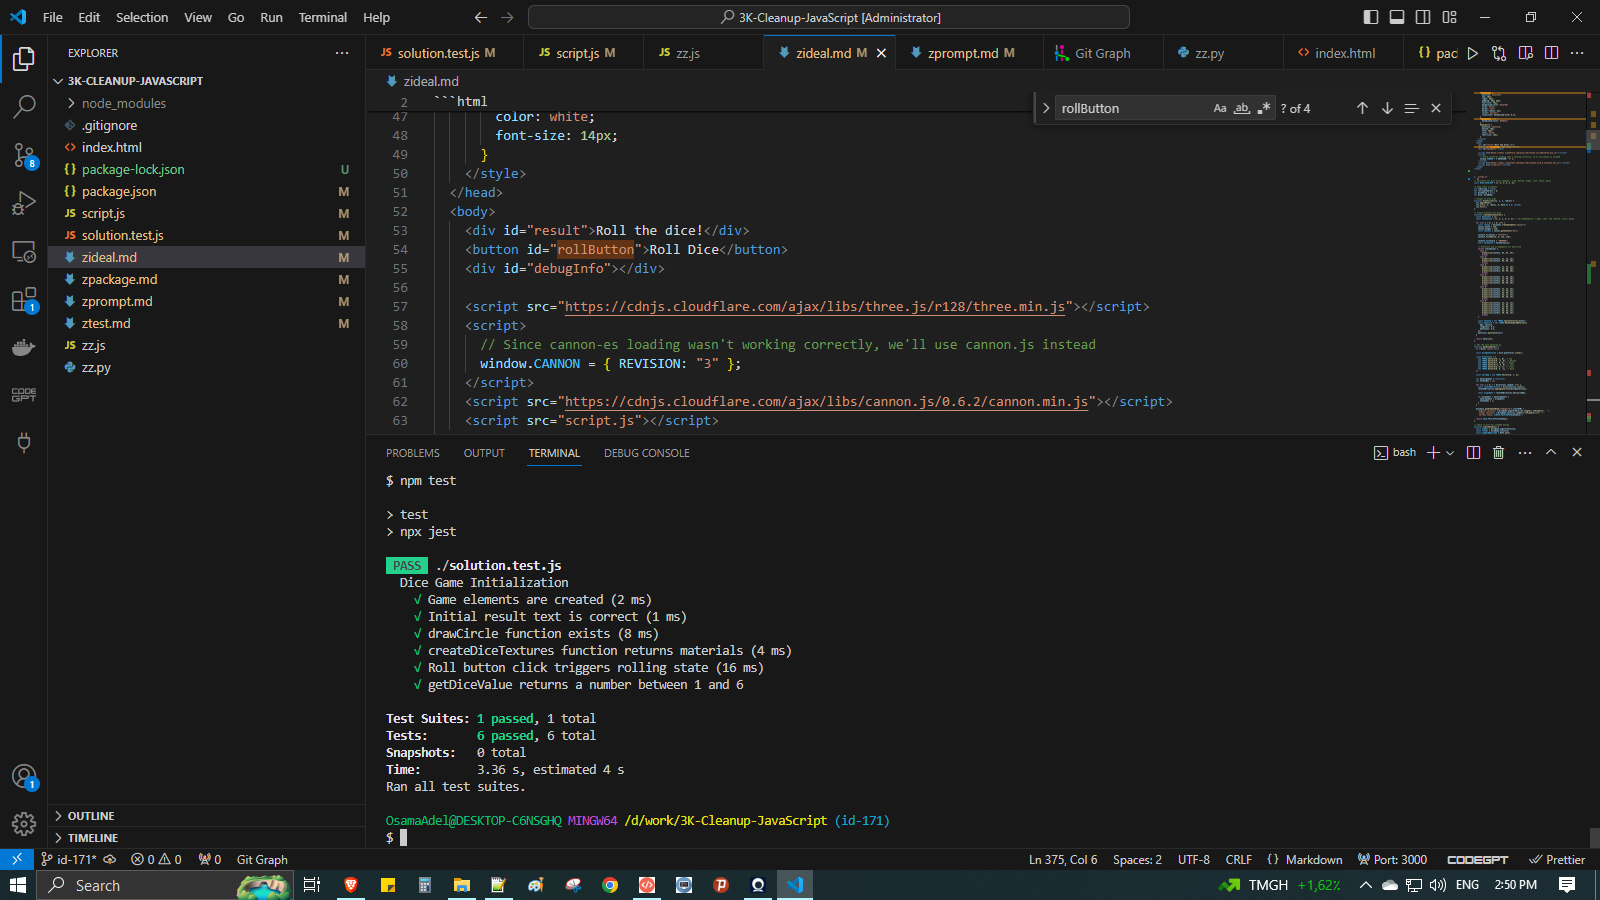 File Edit Selection View Go Run Terminal Help
3K-Cleanup-JavaScript [Administrator]
EXPLORER
3K-CLEANUP-JAVASCRIPT
node_modules
.gitignore
index.html
package-lock.json U
package.json M
script.js M
solution.test.js M
zideal.md M
zpackage.md M
zprompt.md M
ztest.md M
zz.js
zz.py
OUTLINE
TIMELINE
solution.test.js M
script.js M
zz.js
zideal.md M
zprompt.md M
Git Graph
zz.py
index.html
pac
zideal.md
rollButton
? of 4
2 ```html
47 color: white;
48 font-size: 14px;
49 }
50 </style>
51 </head>
52 <body>
53 <div id="result">Roll the dice!</div>
54 <button id="rollButton">Roll Dice</button>
55 <div id="debugInfo"></div>
56
57 <script src="https://cdnjs.cloudflare.com/ajax/libs/three.js/r128/three.min.js"></script>
58 <script>
59 // Since cannon-es loading wasn't working correctly, we'll use cannon.js instead
60 window.CANNON = { REVISION: "3" };
61 </script>
62 <script src="https://cdnjs.cloudflare.com/ajax/libs/cannon.js/0.6.2/cannon.min.js"></script>
63 <script src="script.js"></script>
PROBLEMS OUTPUT TERMINAL DEBUG CONSOLE
bash
$ npm test
> test
> npx jest
PASS ./solution.test.js
Dice Game Initialization
√ Game elements are created (2 ms)
√ Initial result text is correct (1 ms)
√ drawCircle function exists (8 ms)
√ createDiceTextures function returns materials (4 ms)
√ Roll button click triggers rolling state (16 ms)
√ getDiceValue returns a number between 1 and 6
Test Suites: 1 passed, 1 total
Tests: 6 passed, 6 total
Snapshots: 0 total
Time: 3.36 s, estimated 4 s
Ran all test suites.
OsamaAdel@DESKTOP-C6NSGHQ MINGW64 /d/work/3K-Cleanup-JavaScript (id-171)
$
id-171* 0 0 0 Git Graph
Ln 375, Col 6 Spaces: 2 UTF-8 CRLF {} Markdown Port: 3000 CODEGPT Prettier
Search
TMGH +1,62% ENG 2:50 PM